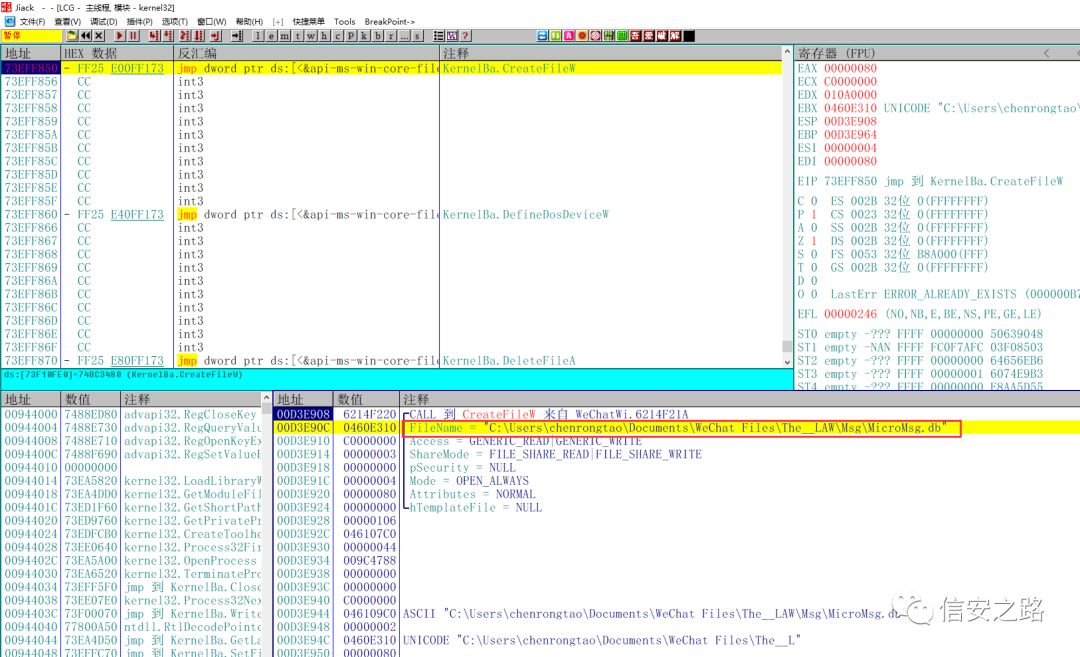 Jiack - - [LCG - 主线程, 模块 - kernel32]
文件(F) 查看(V) 调试(D) 插件(P) 选项(T) 窗口(W) 帮助(H) [+] 快捷菜单 Tools BreakPoint->
暂停
l e m t w h c P k b r ... s
地址 HEX 数据 反汇编 注释
73EFF850 - FF25 E00FF173 jmp dword ptr ds:[<&api-ms-win-core-file KernelBa.CreateFileW
73EFF856 CC int3
73EFF857 CC int3
73EFF858 CC int3
73EFF859 CC int3
73EFF85A CC int3
73EFF85B CC int3
73EFF85C CC int3
73EFF85D CC int3
73EFF85E CC int3
73EFF85F CC int3
73EFF860 - FF25 E40FF173 jmp dword ptr ds:[<&api-ms-win-core-file KernelBa.DefineDosDeviceW
73EFF866 CC int3
73EFF867 CC int3
73EFF868 CC int3
73EFF869 CC int3
73EFF86A CC int3
73EFF86B CC int3
73EFF86C CC int3
73EFF86D CC int3
73EFF86E CC int3
73EFF86F CC int3
73EFF870 - FF25 E80FF173 jmp dword ptr ds:[<&api-ms-win-core-file KernelBa.DeleteFileA
ds:[73F10FE0]=74BC3480 (KernelBa.CreateFileW)
寄存器 (FPU)
EAX 00000080
ECX C0000000
EDX 010A0000
EBX 0460E310 UNICODE "C:\Users\chenrongtao\
ESP 00D3E908
EBP 00D3E964
ESI 00000004
EDI 00000080
EIP 73EFF850 jmp 到 KernelBa.CreateFileW
C 0 ES 002B 32位 0(FFFFFFFF)
P 1 CS 0023 32位 0(FFFFFFFF)
A 0 SS 002B 32位 0(FFFFFFFF)
Z 1 DS 002B 32位 0(FFFFFFFF)
S 0 FS 0053 32位 B8A000(FFF)
T 0 GS 002B 32位 0(FFFFFFFF)
D 0
O 0 LastErr ERROR_ALREADY_EXISTS (000000B7
EFL 00000246 (NO,NB,E,BE,NS,PE,GE,LE)
ST0 empty -??? FFFF 00000000 50639048
ST1 empty -NAN FFFF FC0F7AFC 03F08503
ST2 empty -??? FFFF 00000000 64656EB6
ST3 empty -??? FFFF 00000000 6074E9B3
ST4 empty -??? FFFF 00000000 F8AA5D55
地址 数值 注释
00944000 7488ED80 advapi32.RegCloseKey
00944004 7488E730 advapi32.RegQueryValu
00944008 7488E710 advapi32.RegOpenKeyEx
0094400C 7488F690 advapi32.RegSetValueE
00944010 00000000
00944014 73EA5820 kernel32.LoadLibraryW
00944018 73EA4DD0 kernel32.GetModuleFil
0094401C 73ED1F60 kernel32.GetShortPath
00944020 73ED9760 kernel32.GetPrivatePr
00944024 73EDFCB0 kernel32.CreateToolhe
00944028 73EE0640 kernel32.Process32Fir
0094402C 73EA5A00 kernel32.OpenProcess
00944030 73EA6520 kernel32.TerminatePro
00944034 73EFF5F0 jmp 到 KernelBa.Close
00944038 73EE07E0 kernel32.Process32Nex
0094403C 73F00070 jmp 到 KernelBa.Write
00944040 77800A50 ntdll.RtlDecodePointe
00944044 73EA4D50 jmp 到 KernelBa.GetLa
00944048 73EFFC70 jmp 到 KernelBa.SetFi
地址 数值 注释
00D3E908 6214F220 CALL 到 CreateFileW 来自 WeChatWi.6214F21A
00D3E90C 0460E310 FileName = "C:\Users\chenrongtao\Documents\WeChat Files\The__LAW\Msg\MicroMsg.db"
00D3E910 C0000000 Access = GENERIC_READ|GENERIC_WRITE
00D3E914 00000003 ShareMode = FILE_SHARE_READ|FILE_SHARE_WRITE
00D3E918 00000000 pSecurity = NULL
00D3E91C 00000004 Mode = OPEN_ALWAYS
00D3E920 00000080 Attributes = NORMAL
00D3E924 00000000 hTemplateFile = NULL
00D3E928 00000106
00D3E92C 046107C0
00D3E930 00000044
00D3E934 009C4788
00D3E938 00000000
00D3E93C 00000000
00D3E940 C0000000
00D3E944 046109C0 ASCII "C:\Users\chenrongtao\Documents\WeChat Files\The__LAW\Msg\MicroMsg.db
00D3E948 00000002
00D3E94C 0460E310 UNICODE "C:\Users\chenrongtao\Documents\WeChat Files\The__L"
00D3E950 00000080
信安之路